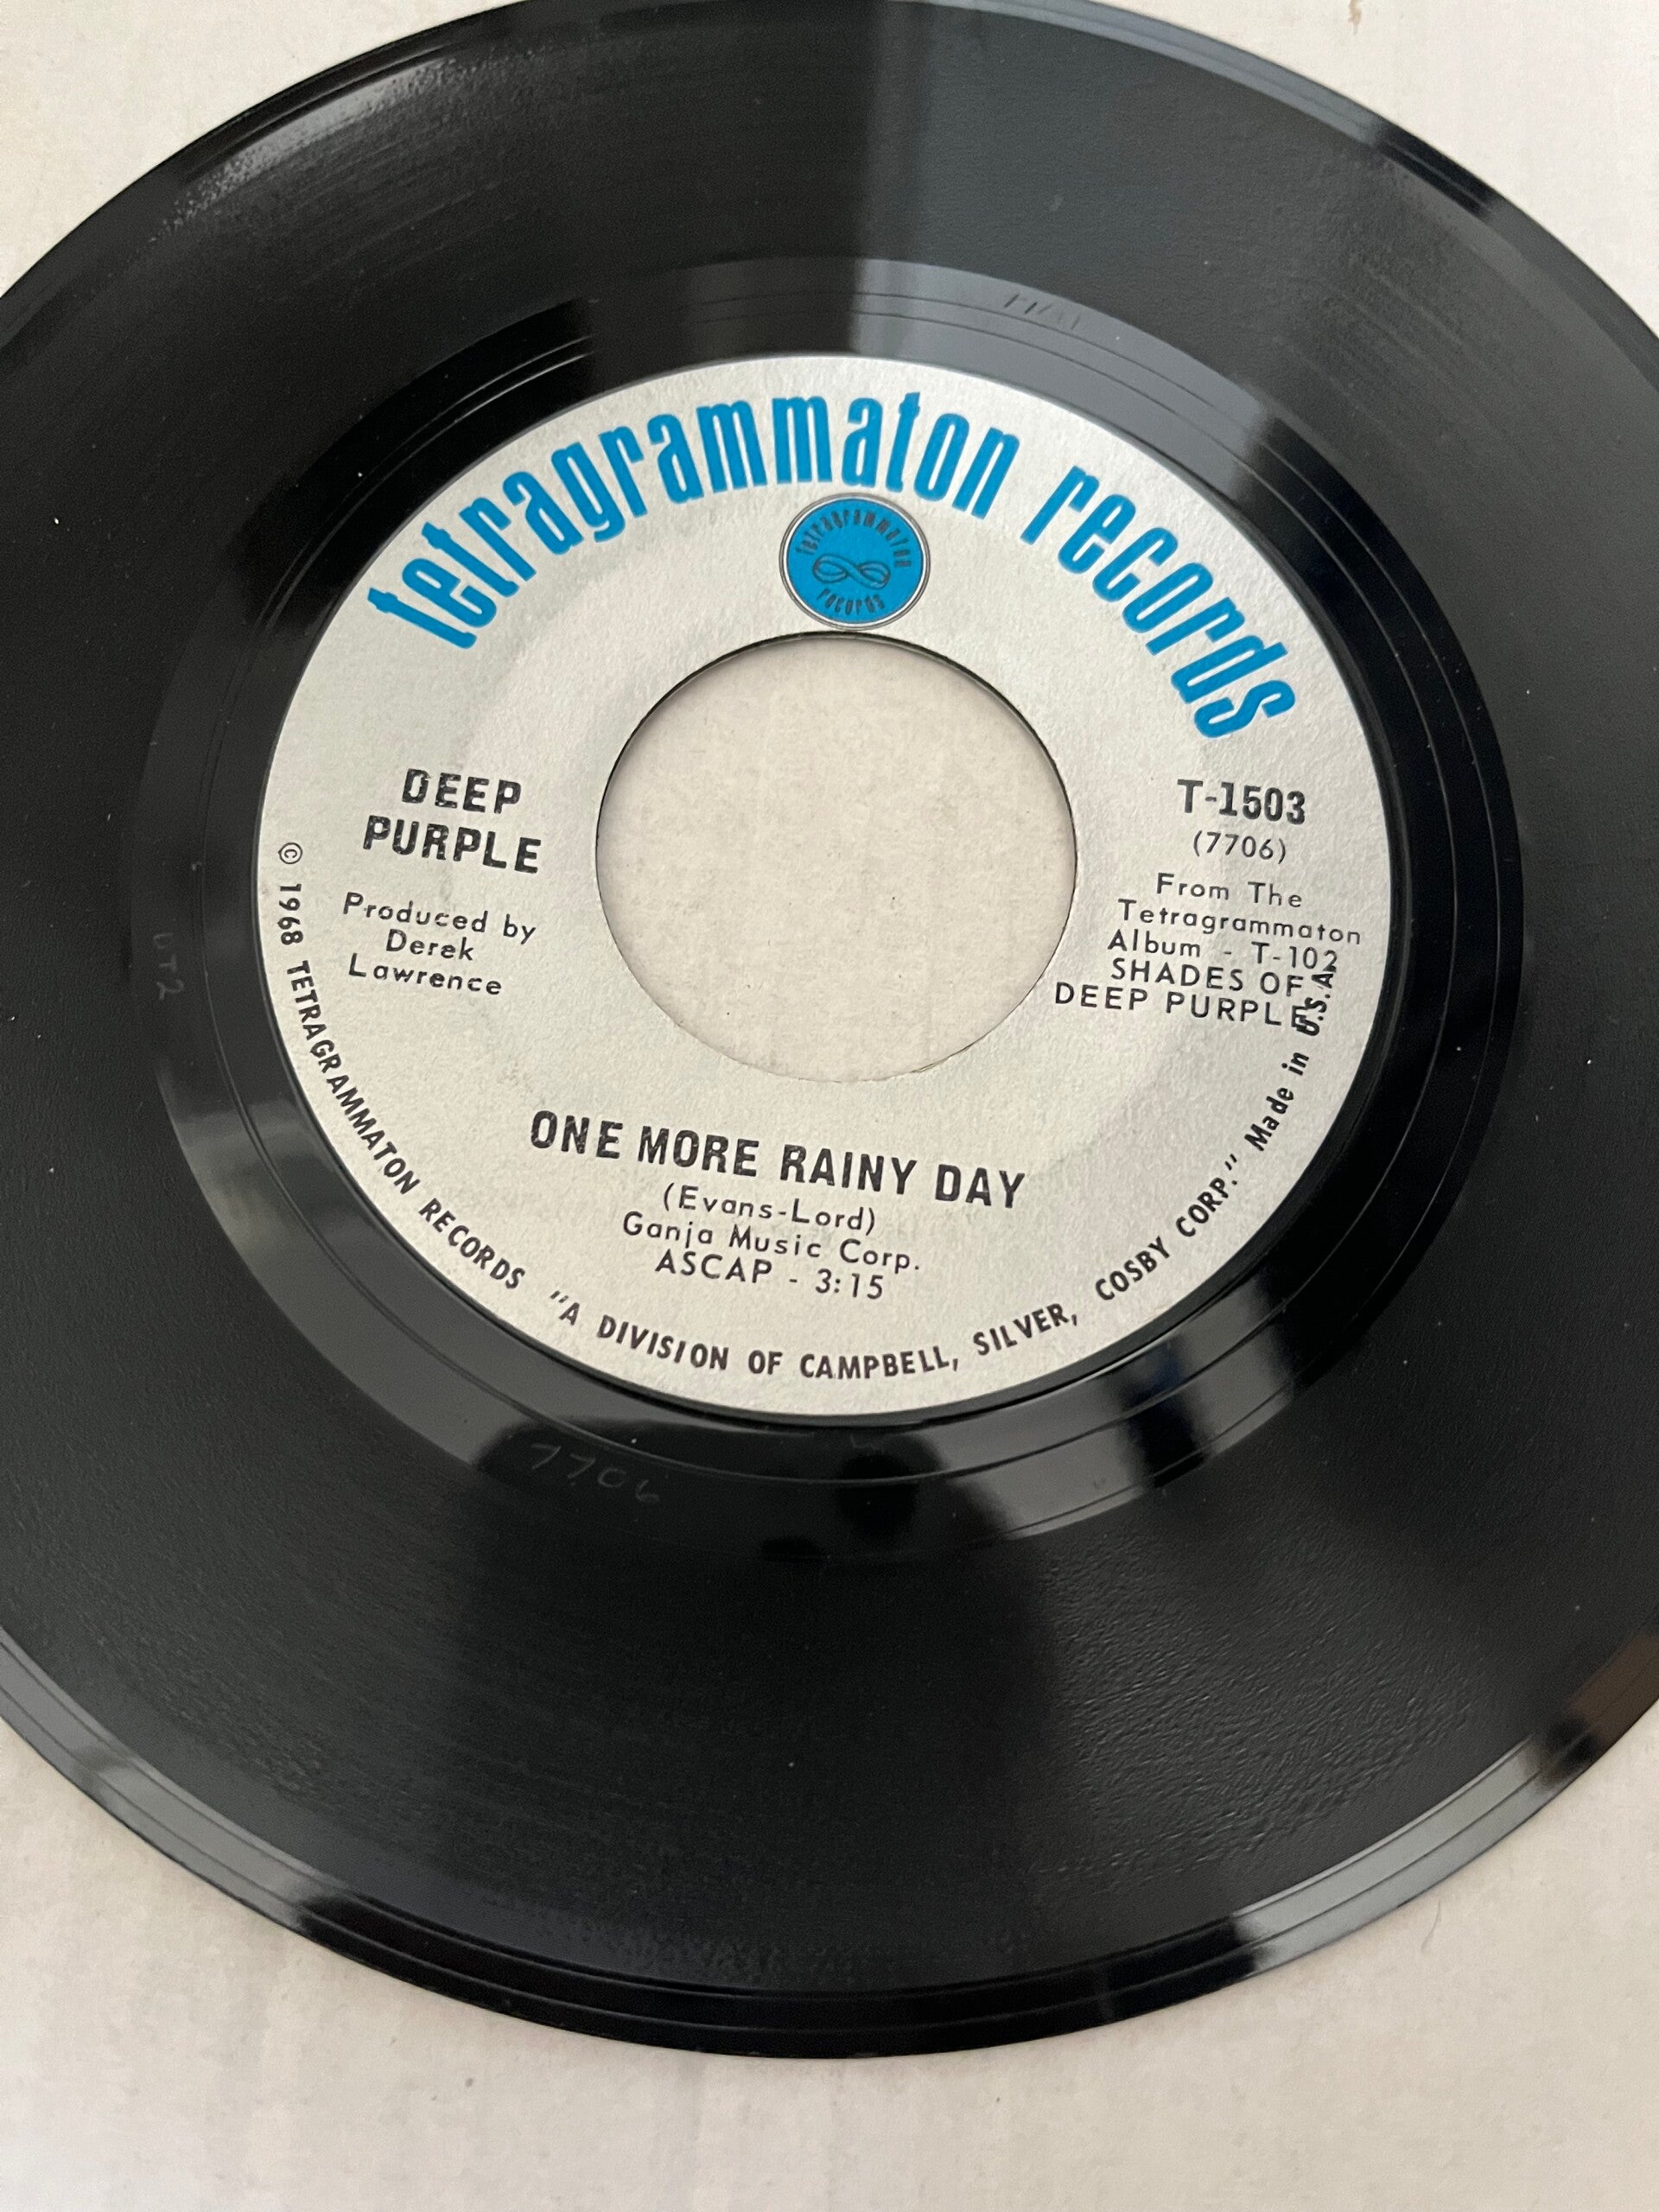 tetragrammaton records
tetragrammaton
records
DEEP
PURPLE
Produced by
Derek
Lawrence
T-1503
(7706)
From The
Tetragrammaton
Album - T-102
SHADES OF
DEEP PURPLE
ONE MORE RAINY DAY
(Evans-Lord)
Ganja Music Corp.
ASCAP - 3:15
© 1968 TETRAGRAMMATON RECORDS "A DIVISION OF CAMPBELL, SILVER, COSBY CORP." Made in U.S.A.
UT2
7706